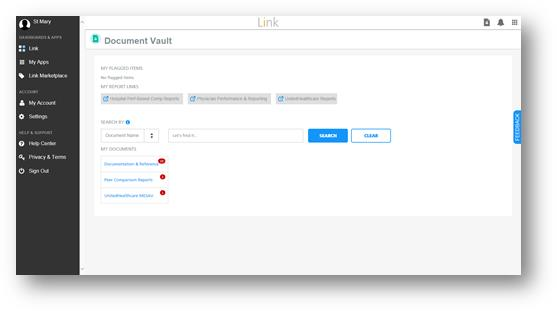 St Mary
Link
DASHBOARDS & APPS
Link
My Apps
Link Marketplace
ACCOUNT
My Account
Settings
HELP & SUPPORT
Help Center
Privacy & Terms
Sign Out
Document Vault
MY FLAGGED ITEMS
No flagged items
MY REPORT LINKS
Hospital Perf-Based Comp Reports
Physician Performance & Reporting
UnitedHealthcare Reports
SEARCH BY:
Document Name
Let's find it..
SEARCH
CLEAR
MY DOCUMENTS
Documentation & Reference
Peer Comparison Reports
UnitedHealthcare
FEEDBACK